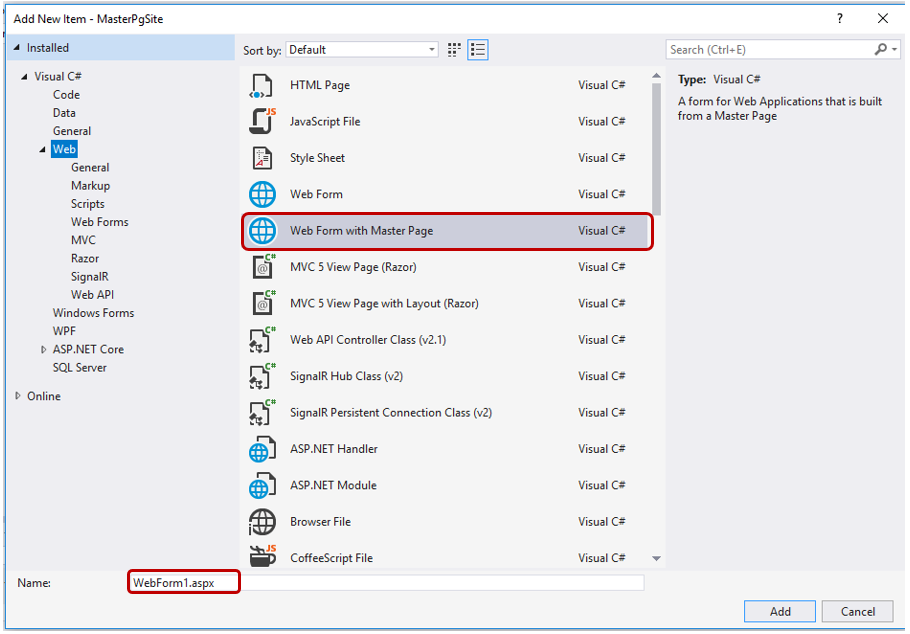 Add New Item - MasterPgSite
?
Installed
Sort by:
Default
Search (Ctrl+E)
Visual C#
Code
Data
General
Web
General
Markup
Scripts
Web Forms
MVC
Razor
SignalR
Web API
Windows Forms
WPF
ASP.NET Core
SQL Server
Online
HTML Page Visual C#
JavaScript File Visual C#
Style Sheet Visual C#
Web Form Visual C#
Web Form with Master Page Visual C#
MVC 5 View Page (Razor) Visual C#
MVC 5 View Page with Layout (Razor) Visual C#
Web API Controller Class (v2.1) Visual C#
SignalR Hub Class (v2) Visual C#
SignalR Persistent Connection Class (v2) Visual C#
ASP.NET Handler Visual C#
ASP.NET Module Visual C#
Browser File Visual C#
CoffeeScript File Visual C#
Type: Visual C#
A form for Web Applications that is built
from a Master Page
Name: WebForm1.aspx
Add Cancel